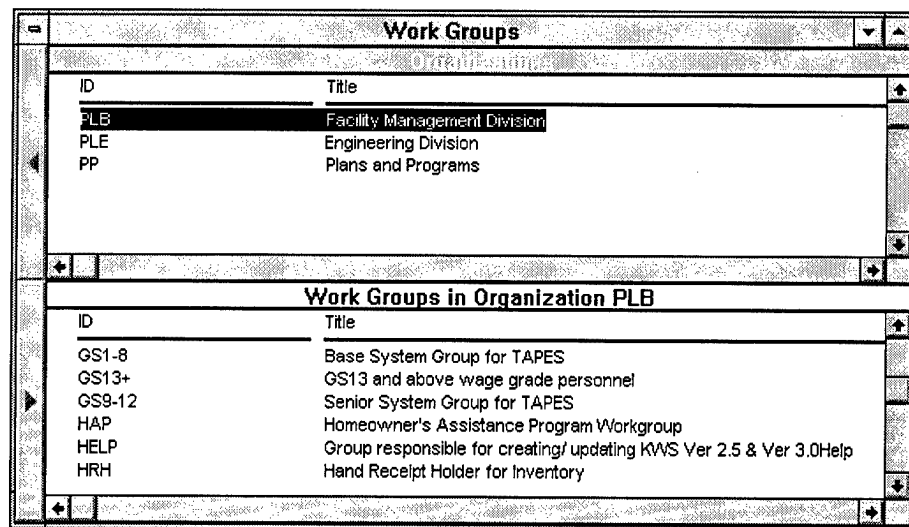 Work Groups
Organizations
ID Title
PLB Facility Management Division
PLE Engineering Division
PP Plans and Programs
Work Groups in Organization PLB
ID Title
GS1-8 Base System Group for TAPES
GS13+ GS13 and above wage grade personnel
GS9-12 Senior System Group for TAPES
HAP Homeowner's Assistance Program Workgroup
HELP Group responsible for creating/ updating KWS Ver 2.5 & Ver 3.0Help
HRH Hand Receipt Holder for Inventory